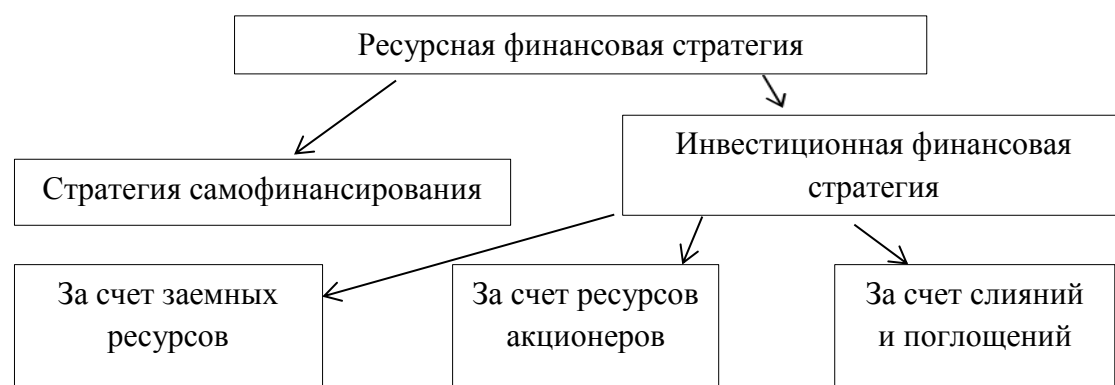 Ресурсная финансовая стратегия
Инвестиционная финансовая
стратегия
Стратегия самофинансирования
За счет заемных
ресурсов
За счет ресурсов
акционеров
За счет слияний
и поглощений